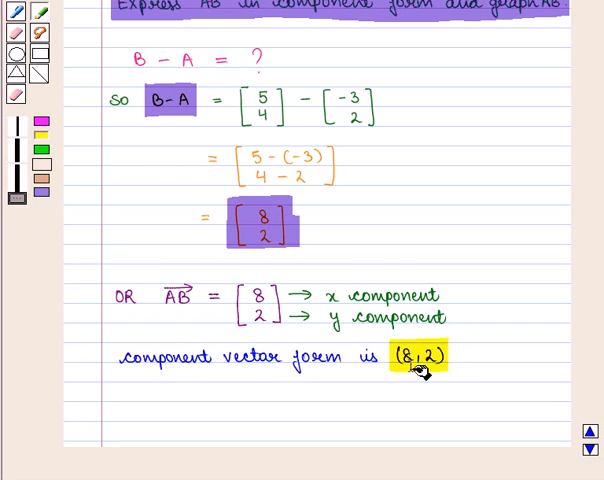 Express AB in component form and graph AB.
B - A = ?
SO B-A = [5 4] - [-3 2]
= [5-(-3) 4-2]
= [8 2]
OR AB = [8 2] → x component → y component
component vectar form is (8,2)